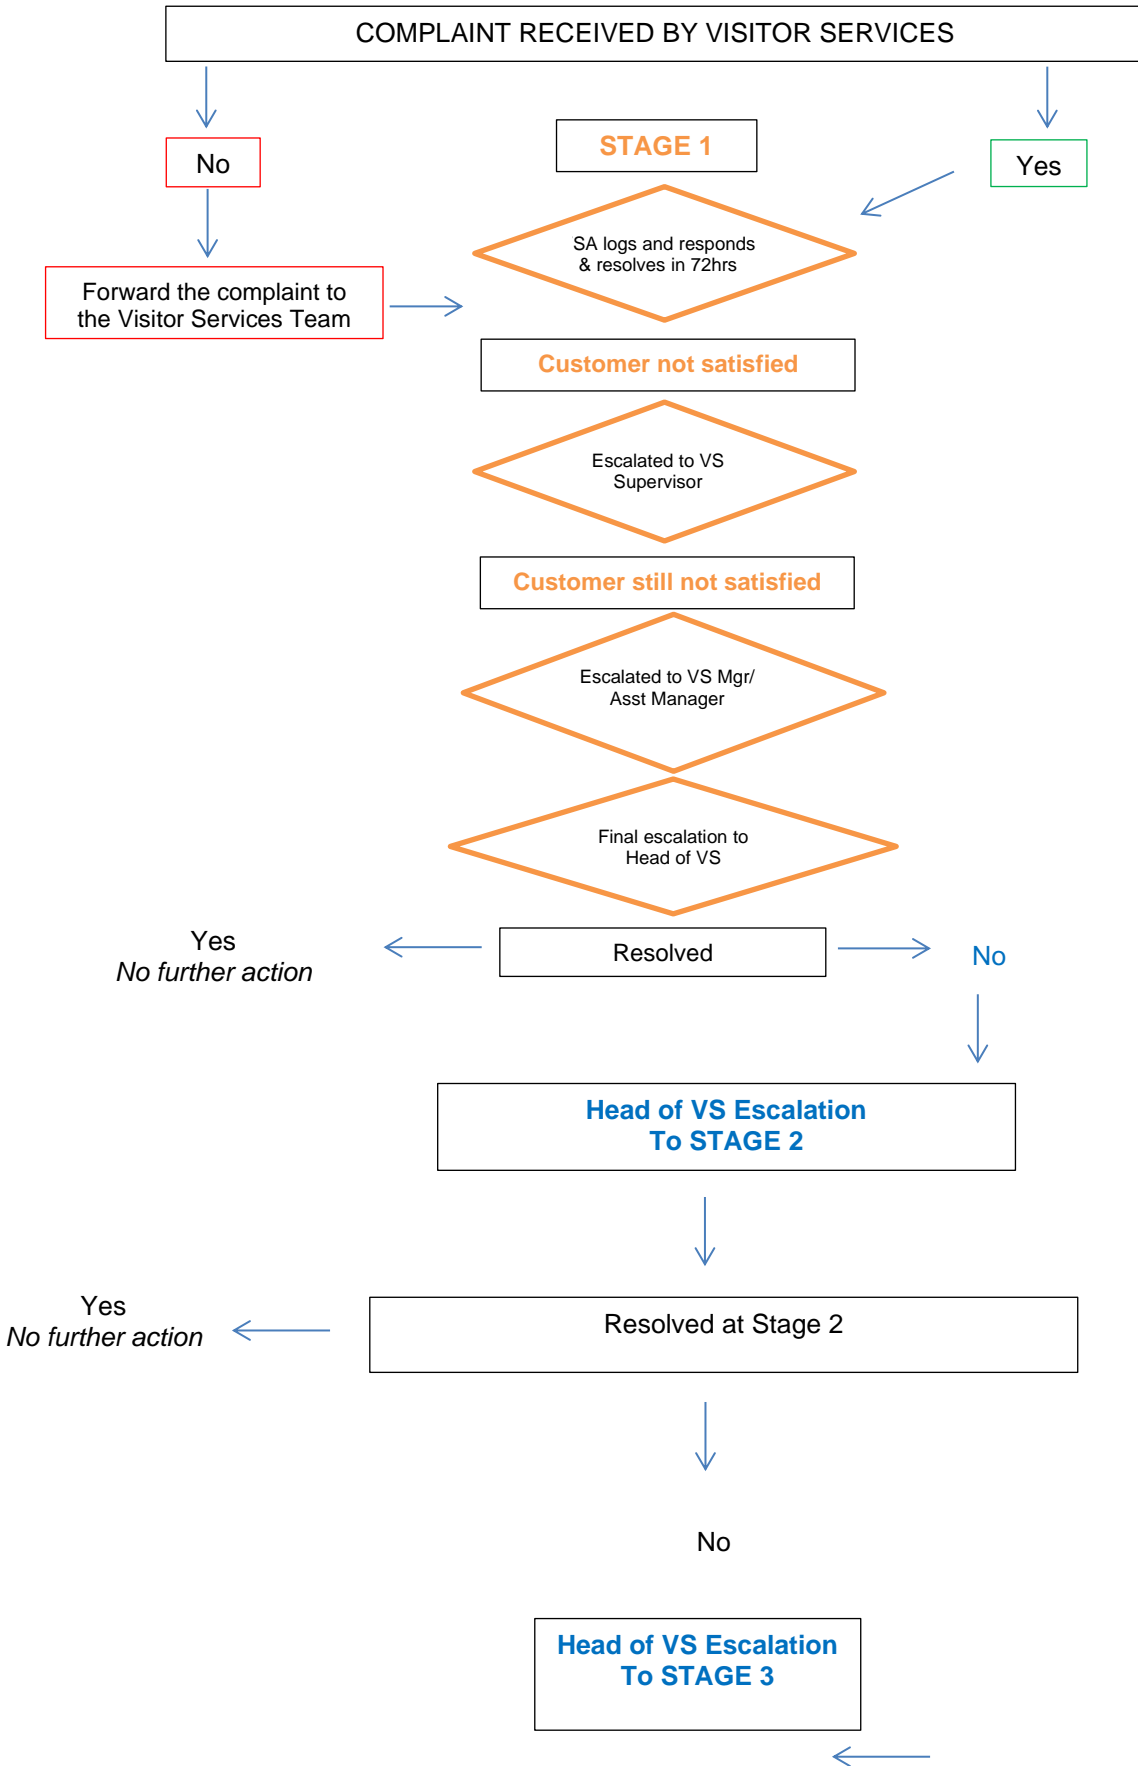 COMPLAINT RECEIVED BY VISITOR SERVICES
No
STAGE 1
Yes
SA logs and responds
& resolves in 72hrs
Forward the complaint to
the Visitor Services Team
Customer not satisfied
Escalated to VS
Supervisor
Customer still not satisfied
Escalated to VS Mgr/
Asst Manager
Final escalation to
Head of VS
Yes
No further action
Resolved
No
Head of VS Escalation
To STAGE 2
Yes
No further action
Resolved at Stage 2
No
Head of VS Escalation
To STAGE 3